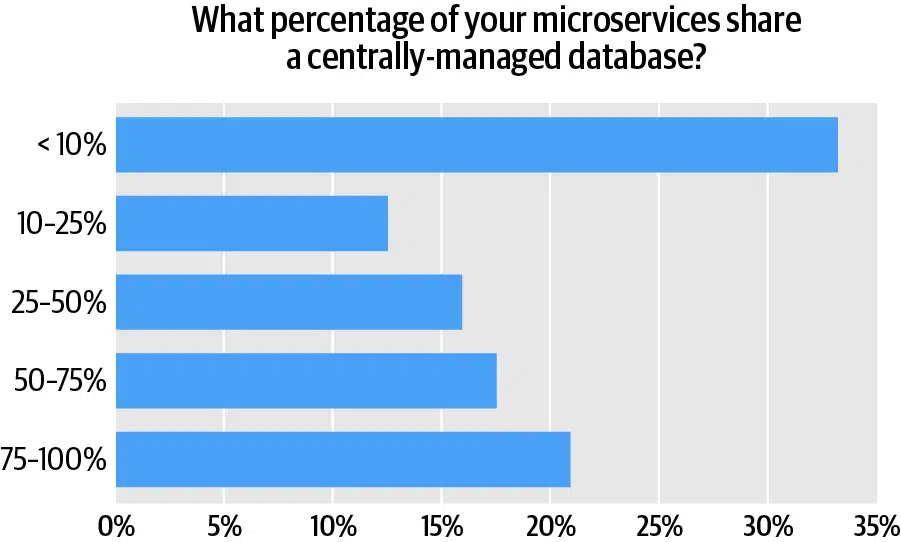 What percentage of your microservices share
a centrally-managed database?
< 10%
10–25%
25–50%
50–75%
75–100%
0% 5% 10% 15% 20% 25% 30% 35%